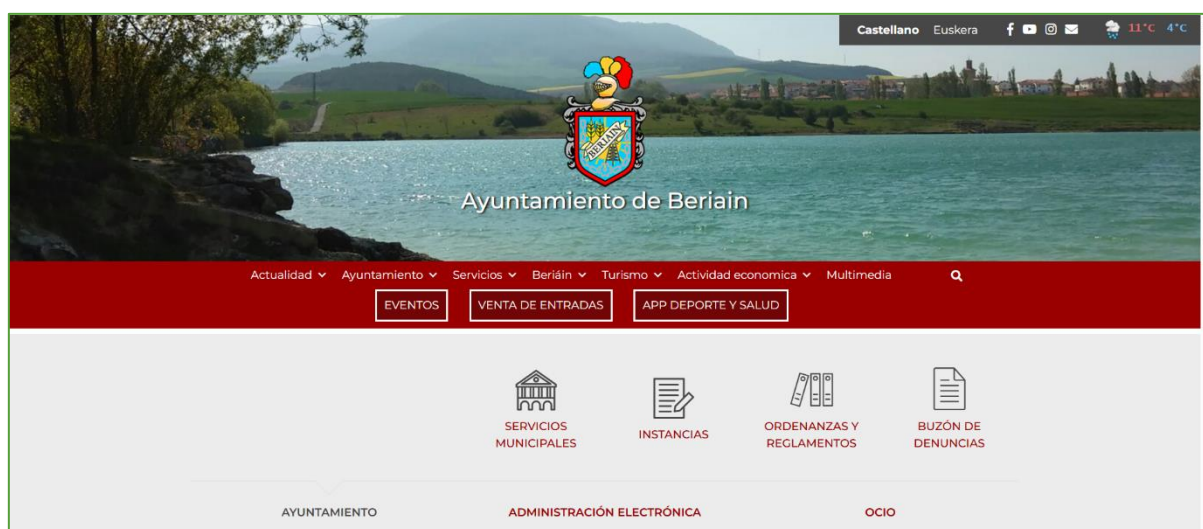 Castellano Euskera 11°C 4°C
BERIAIN
Ayuntamiento de Beriain
Actualidad Ayuntamiento Servicios Beriáin Turismo Actividad economica Multimedia
EVENTOS VENTA DE ENTRADAS APP DEPORTE Y SALUD
SERVICIOS
MUNICIPALES
INSTANCIAS
ORDENANZAS Y
REGLAMENTOS
BUZÓN DE
DENUNCIAS
AYUNTAMIENTO ADMINISTRACIÓN ELECTRÓNICA OCIO